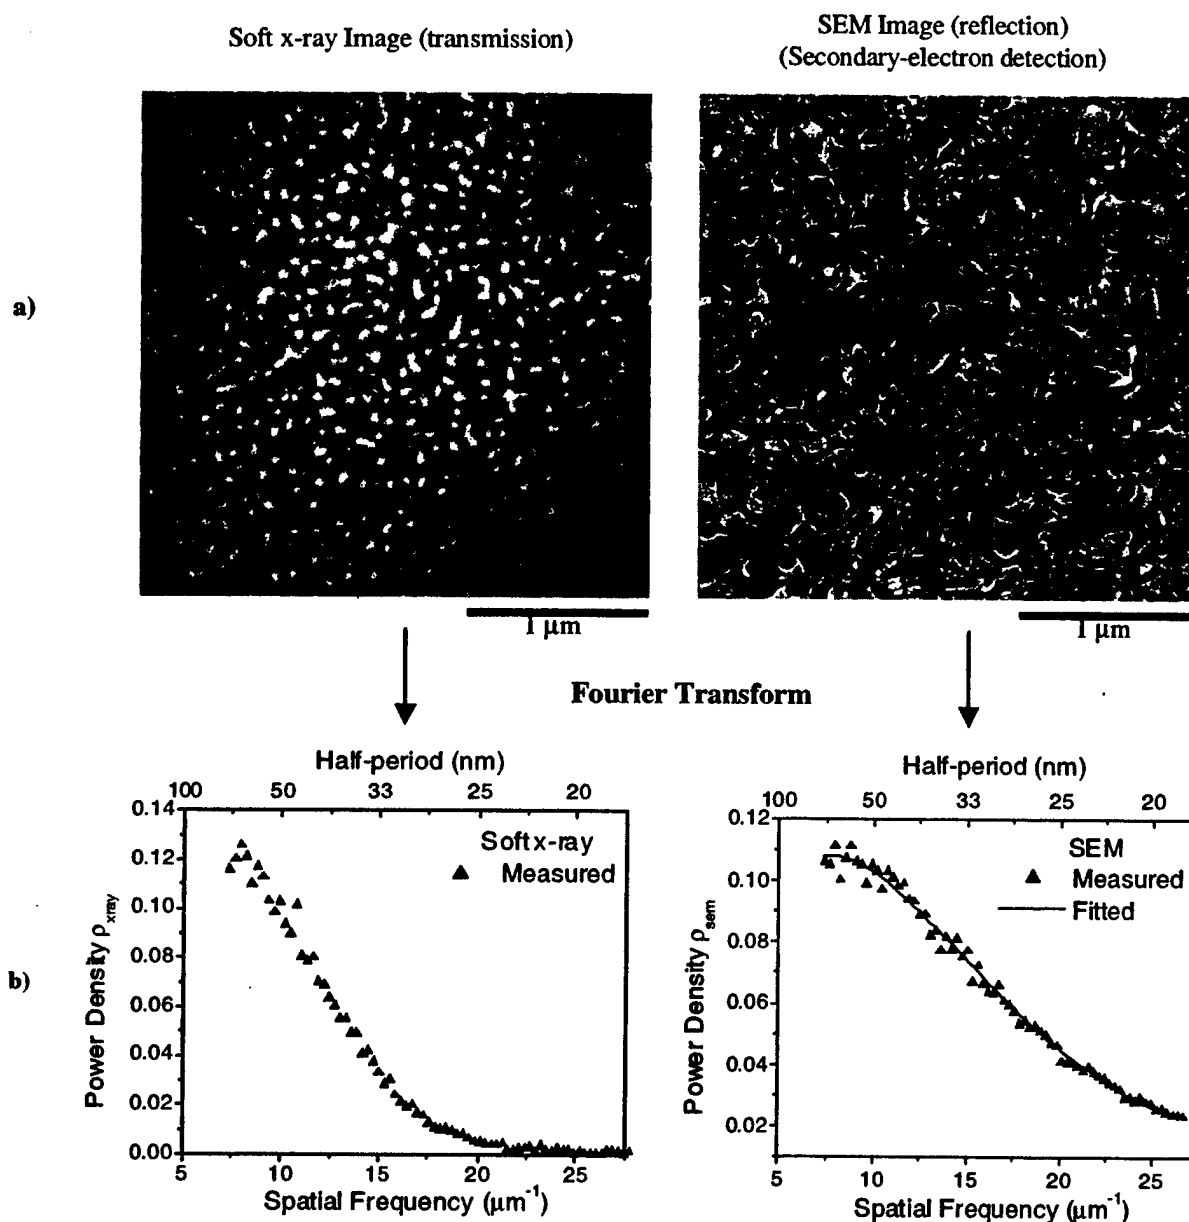 Soft x-ray Image (transmission)
SEM Image (reflection)
(Secondary-electron detection)
a)
1 µm
1 µm
Fourier Transform
b)
Half-period (nm)
100 50 33 25 20
0.14
0.12
0.10
0.08
0.06
0.04
0.02
0.00
Power Density ρxray
Soft x-ray
Measured
5 10 15 20 25
Spatial Frequency (µm⁻¹)
Half-period (nm)
100 50 33 25 20
0.12
0.10
0.08
0.06
0.04
0.02
Power Density ρsem
SEM
Measured
Fitted
5 10 15 20 25
Spatial Frequency (µm⁻¹)